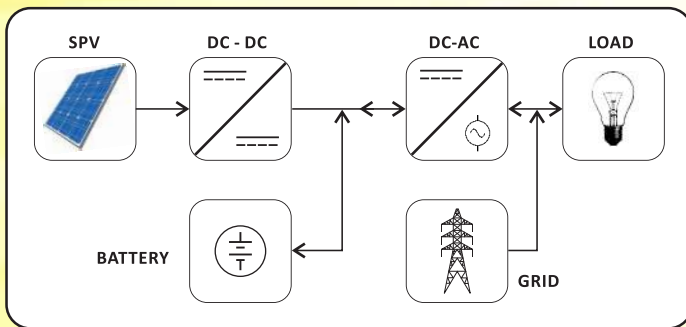 SPV
DC - DC
DC-AC
LOAD
BATTERY
GRID